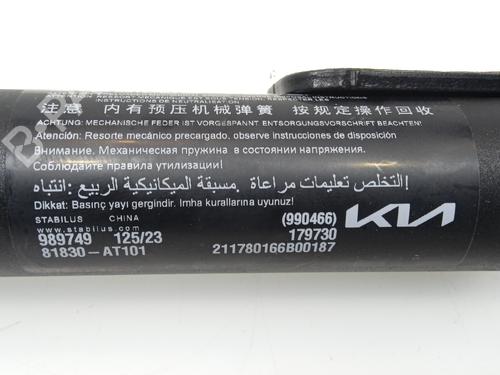 INSTRUCTIONS DE
注意 内有预压机械弹簧 按规定操作回收
ACHTUNG: MECHANISCHE FEDER IST VORGESPANNT ENTSORGUNGSVORSCHRIFT BEACHTEN!
Atención: Resorte mecánico precargado, observe instrucciones de disposición
Внимание. Механическая пружина в состоянии напряжения.
Соблюдайте правила утилизации!
التخلص تعليمات مراعاة .مسبقة الميكانيكية الربيع :انتباه!
Dikkat: Basınç yayı gergindir. Imha kurallarına uyunuz!
STABILUS CHINA
www.stabilus.com
(990466)
KIA
989749 125/23 179730
81830-AT101 211780166B00187